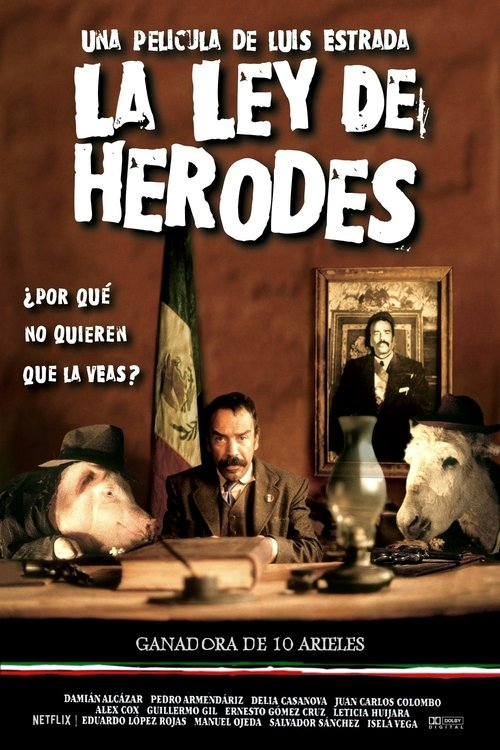 UNA PELICULA DE LUIS ESTRADA
LA LEY DE
HERODES
¿POR QUÉ
NO QUIEREN
QUE LA VEAS?
GANADORA DE 10 ARIELES
DAMIÁN ALCÁZAR PEDRO ARMENDÁRIZ DELIA CASANOVA JUAN CARLOS COLOMBO
ALEX COX GUILLERMO GIL ERNESTO GÓMEZ CRUZ LETICIA HUIJARA
NETFLIX EDUARDO LÓPEZ ROJAS MANUEL OJEDA SALVADOR SÁNCHEZ ISELA VEGA
DOLBY
DIGITAL